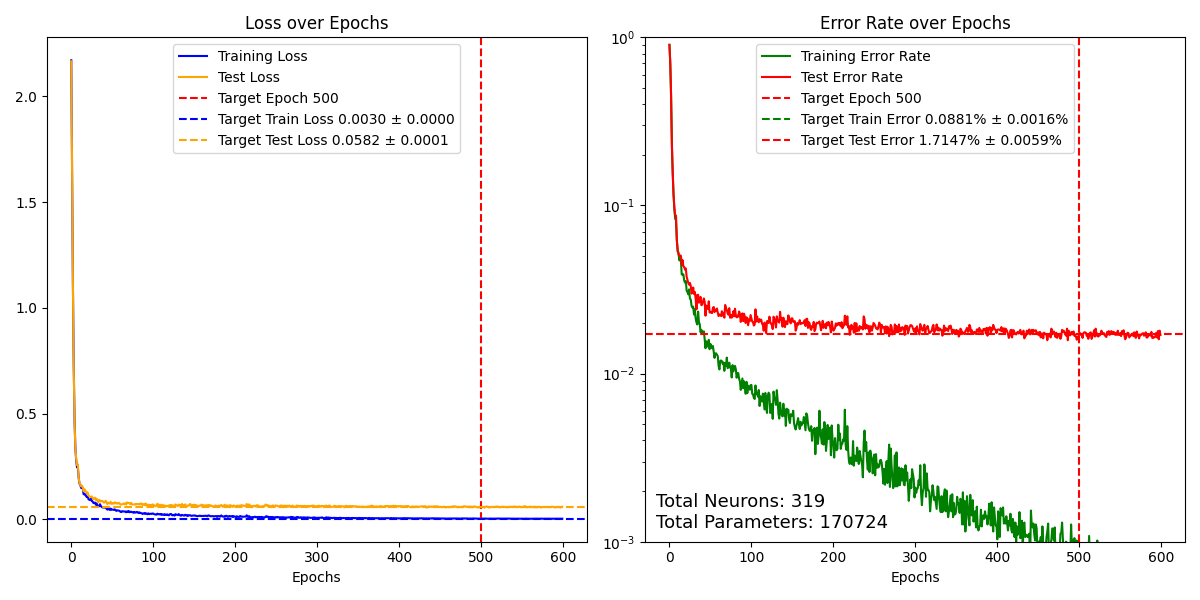 Loss over Epochs
Training Loss
Test Loss
Target Epoch 500
Target Train Loss 0.0030 ± 0.0000
Target Test Loss 0.0582 ± 0.0001
2.0
1.5
1.0
0.5
0.0
0 100 200 300 400 500 600
Epochs
Error Rate over Epochs
Training Error Rate
Test Error Rate
Target Epoch 500
Target Train Error 0.0881% ± 0.0016%
Target Test Error 1.7147% ± 0.0059%
10⁰
10⁻¹
10⁻²
10⁻³
Total Neurons: 319
Total Parameters: 170724
0 100 200 300 400 500 600
Epochs